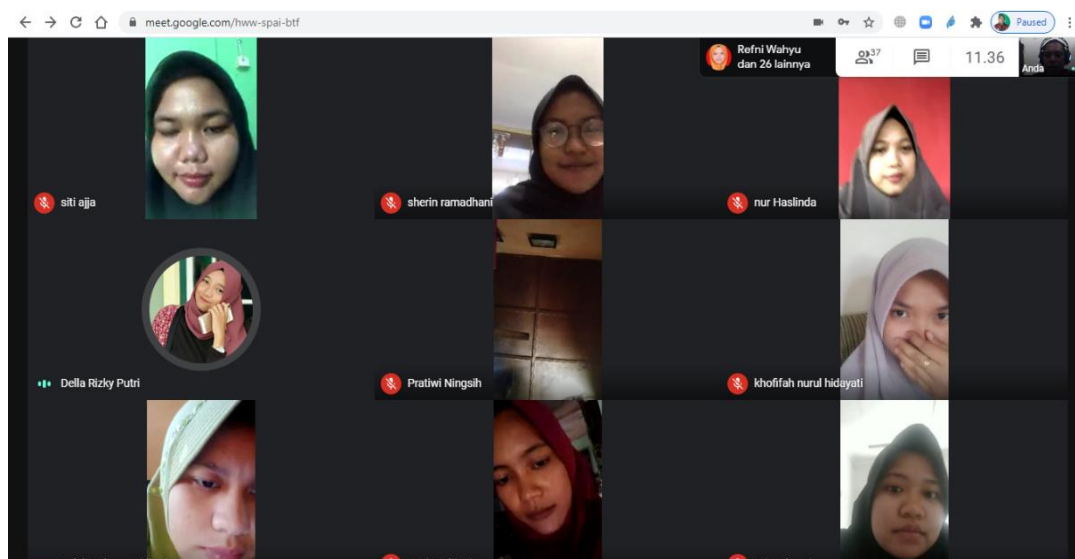 meet.google.com/hww-spai-btf
Paused
Refni Wahyu
dan 26 lainnya
37
11.36
Anda
siti ajja
sherin ramadhani
nur Haslinda
Della Rizky Putri
Pratiwi Ningsih
khofifah nurul hidayati